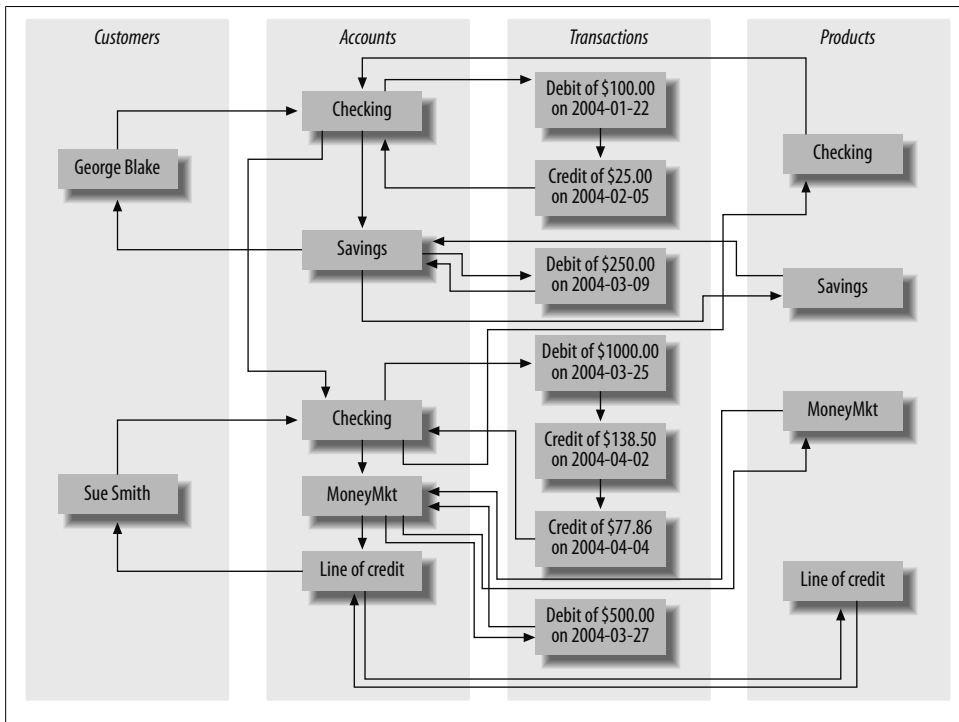 Customers
Accounts
Transactions
Products
George Blake
Sue Smith
Checking
Savings
Checking
MoneyMkt
Line of credit
Debit of $100.00
on 2004-01-22
Credit of $25.00
on 2004-02-05
Debit of $250.00
on 2004-03-09
Debit of $1000.00
on 2004-03-25
Credit of $138.50
on 2004-04-02
Credit of $77.86
on 2004-04-04
Debit of $500.00
on 2004-03-27
Checking
Savings
MoneyMkt
Line of credit